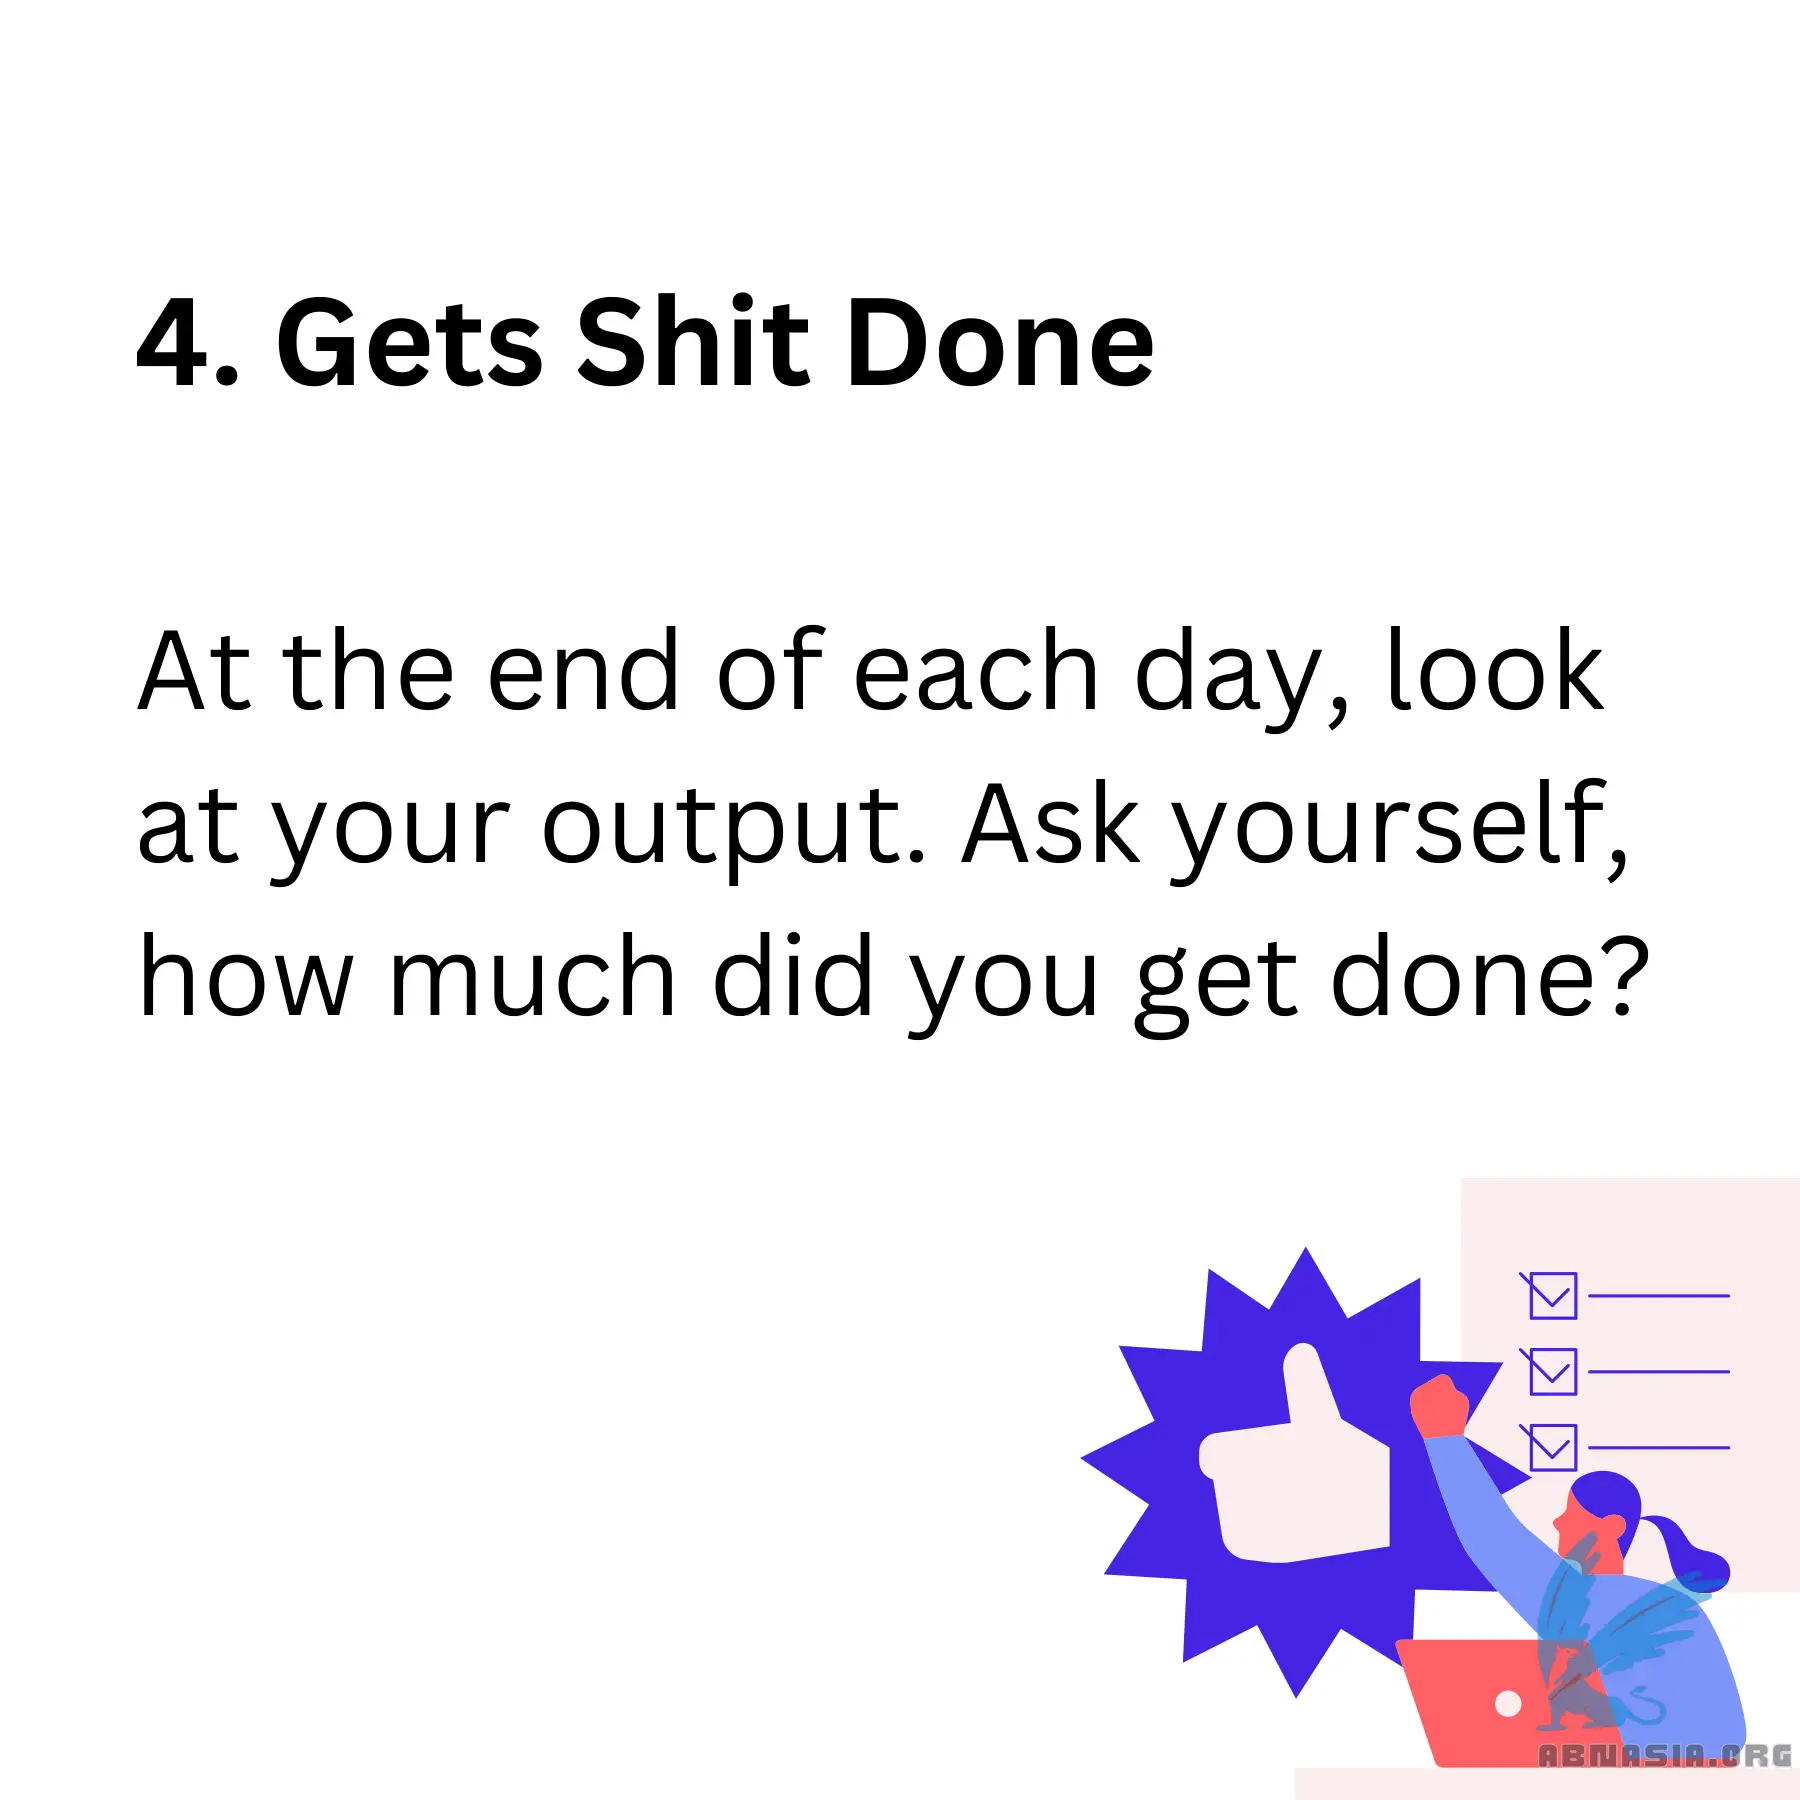 4. Gets Shit Done
At the end of each day, look
at your output. Ask yourself,
how much did you get done?
ABNASIA.ORG